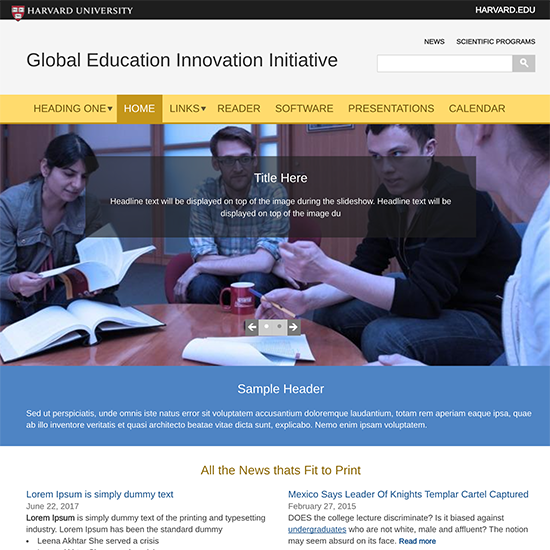 HARVARD UNIVERSITY
HARVARD.EDU
NEWS SCIENTIFIC PROGRAMS
Global Education Innovation Initiative
HEADING ONE HOME LINKS READER SOFTWARE PRESENTATIONS CALENDAR
Title Here
Headline text will be displayed on top of the image during the slideshow. Headline text will be
displayed on top of the image du
Sample Header
Sed ut perspiciatis, unde omnis iste natus error sit voluptatem accusantium doloremque laudantium, totam rem aperiam eaque ipsa, quae
ab illo inventore veritatis et quasi architecto beatae vitae dicta sunt, explicabo. Nemo enim ipsam voluptatem.
All the News thats Fit to Print
Lorem Ipsum is simply dummy text
June 22, 2017
Lorem Ipsum is simply dummy text of the printing and typesetting
industry. Lorem Ipsum has been the standard dummy
• Leena Akhtar She served a crisis
Mexico Says Leader Of Knights Templar Cartel Captured
February 27, 2015
DOES the college lecture discriminate? Is it biased against
undergraduates who are not white, male and affluent? The notion
may seem absurd on its face. Read more